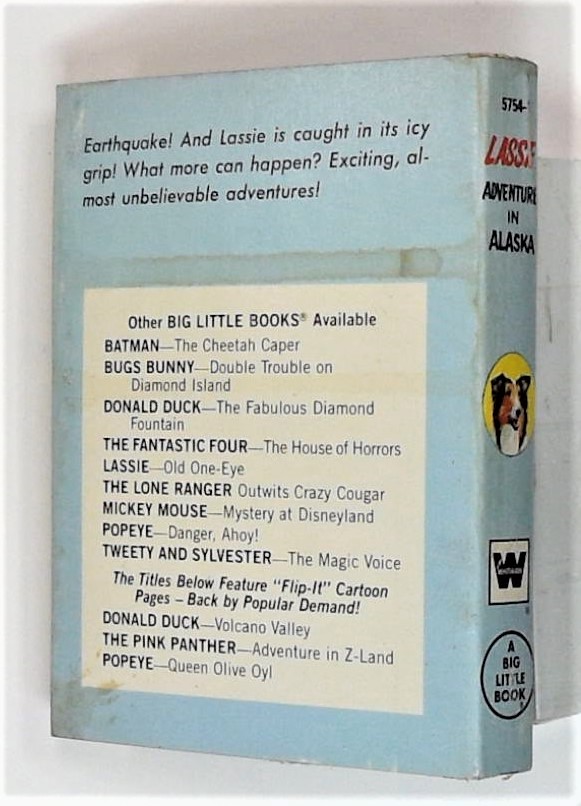 Earthquake! And Lassie is caught in its icy
grip! What more can happen? Exciting, al-
most unbelievable adventures!
Other BIG LITTLE BOOKS® Available
BATMAN—The Cheetah Caper
BUGS BUNNY—Double Trouble on
Diamond Island
DONALD DUCK—The Fabulous Diamond
Fountain
THE FANTASTIC FOUR—The House of Horrors
LASSIE—Old One-Eye
THE LONE RANGER Outwits Crazy Cougar
MICKEY MOUSE—Mystery at Disneyland
POPEYE—Danger, Ahoy!
TWEETY AND SYLVESTER—The Magic Voice
The Titles Below Feature "Flip-It" Cartoon
Pages – Back by Popular Demand!
DONALD DUCK—Volcano Valley
THE PINK PANTHER—Adventure in Z-Land
POPEYE—Queen Olive Oyl
5754-
LASSIE
ADVENTURE
IN
ALASKA
W
WHITMAN
®
A
BIG
LITTLE
BOOK®